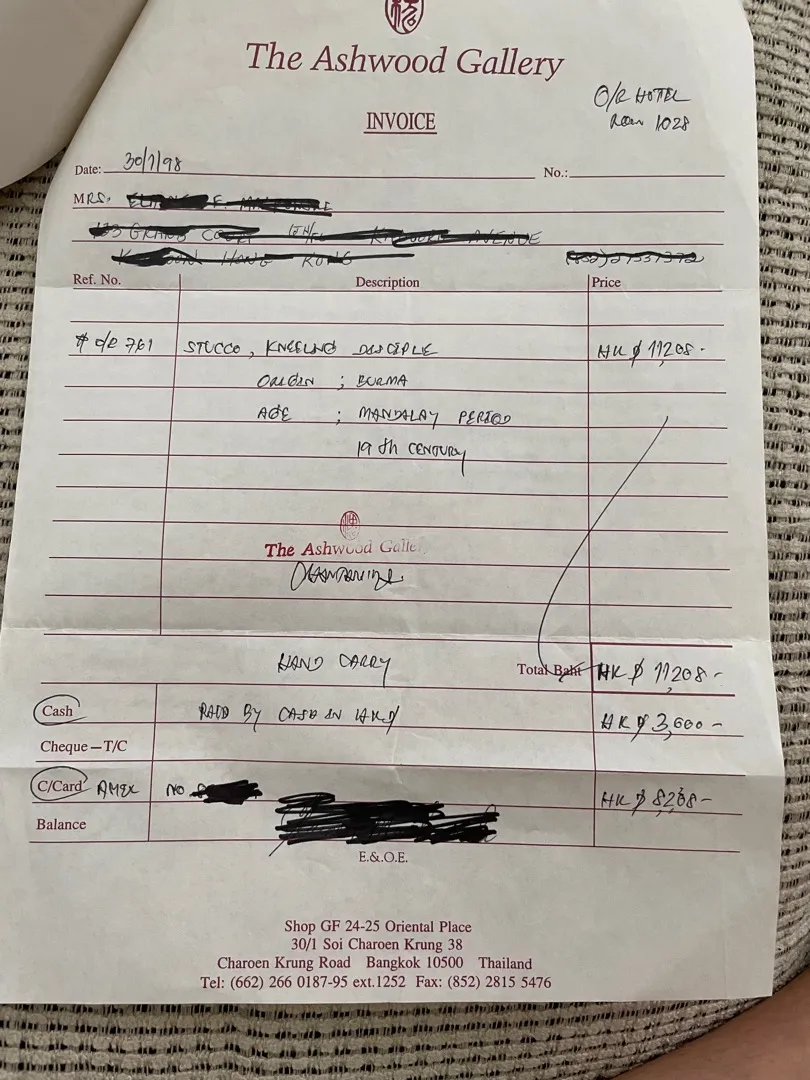 The Ashwood Gallery
O/R HOTEL
ROOM 1028
INVOICE
Date: 30/1/98 No.:
MRS.
AVENUE
HONG KONG
Ref. No. Description Price
STUCCO, KNEELING DISCIPLE HK$ 11,208-
ORIGIN ; BURMA
AGE ; MANDALAY PERIOD
19th CENTURY
The Ashwood Galle
HAND CARRY Total Baht HK$ 11,208-
Cash PAID BY CASH IN HK$ HK$ 3,000-
Cheque – T/C
C/Card AMEX NO HK$ 8,208-
Balance
E.&.O.E.
Shop GF 24-25 Oriental Place
30/1 Soi Charoen Krung 38
Charoen Krung Road Bangkok 10500 Thailand
Tel: (662) 266 0187-95 ext.1252 Fax: (852) 2815 5476